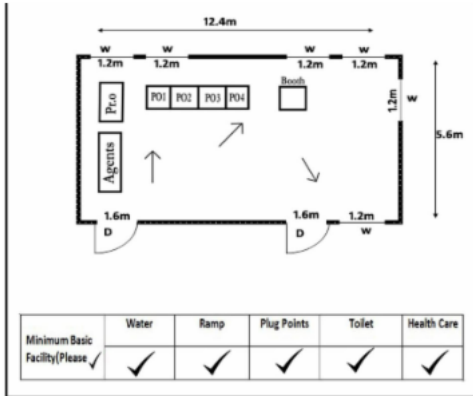 12.4m
W W W W
1.2m 1.2m 1.2m 1.2m
Pr.o
PO1 PO2 PO3 PO4
Booth
1.2m W
5.6m
Agents
1.6m 1.6m 1.2m
D D W
Minimum Basic
Facility(Please ✓
Water Ramp Plug Points Toilet Health Care
✓ ✓ ✓ ✓ ✓